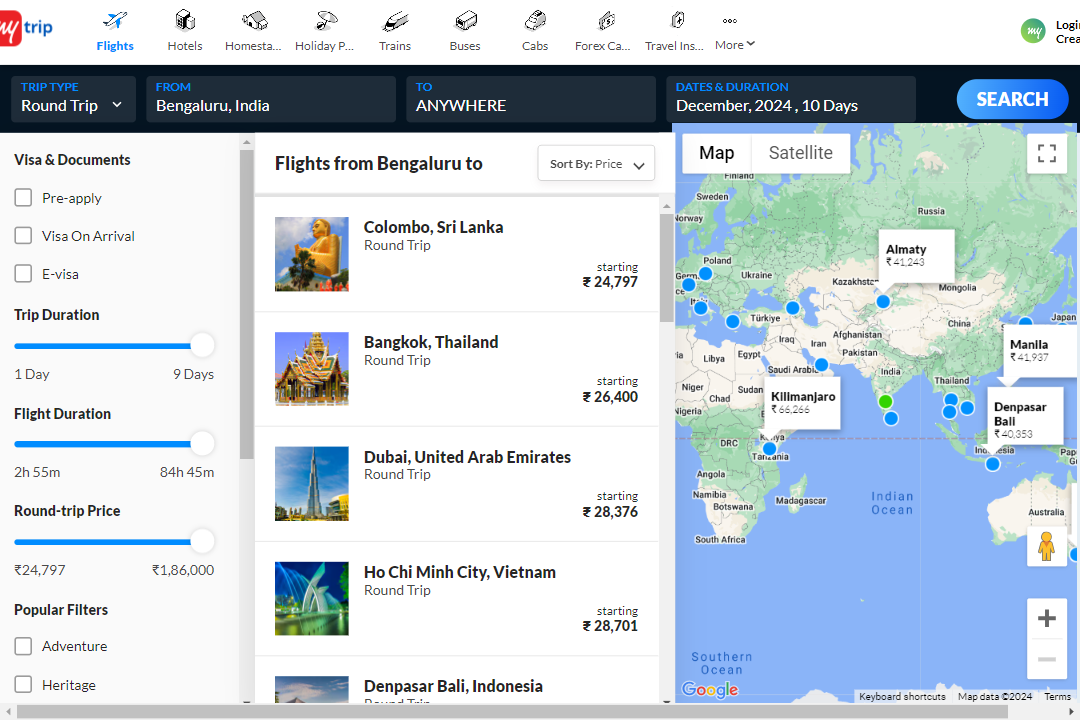 my trip
Flights
Hotels
Homesta...
Holiday P...
Trains
Buses
Cabs
Forex Ca...
Travel Ins...
More
my
Login
Crea
TRIP TYPE
Round Trip
FROM
Bengaluru, India
TO
ANYWHERE
DATES & DURATION
December, 2024 , 10 Days
SEARCH
Visa & Documents
Pre-apply
Visa On Arrival
E-visa
Trip Duration
1 Day
9 Days
Flight Duration
2h 55m
84h 45m
Round-trip Price
₹24,797
₹1,86,000
Popular Filters
Adventure
Heritage
Flights from Bengaluru to
Sort By: Price
Colombo, Sri Lanka
Round Trip
starting
₹ 24,797
Bangkok, Thailand
Round Trip
starting
₹ 26,400
Dubai, United Arab Emirates
Round Trip
starting
₹ 28,376
Ho Chi Minh City, Vietnam
Round Trip
starting
₹ 28,701
Denpasar Bali, Indonesia
Round Trip
Map
Satellite
Finland
Sweden
Norway
Russia
Poland
Germ
Ukraine
ce
Almaty
₹ 41,243
Kazakhstan
Mongolia
Türkiye
China
Japan
Iraq
Iran
Afghanistan
Pakistan
Libya
Egypt
Saudi Arabia
India
Thailand
Manila
₹ 41,937
Niger
Chad
Sudan
Nigeria
Kilimanjaro
₹ 66,266
Denpasar
Bali
₹ 40,353
DRC
Kenya
Tanzania
Indonesia
Pap
Angola
Namibia
Botswana
Madagascar
South Africa
Indian
Ocean
Australia
Southern
Ocean
Google
Keyboard shortcuts
Map data ©2024
Terms